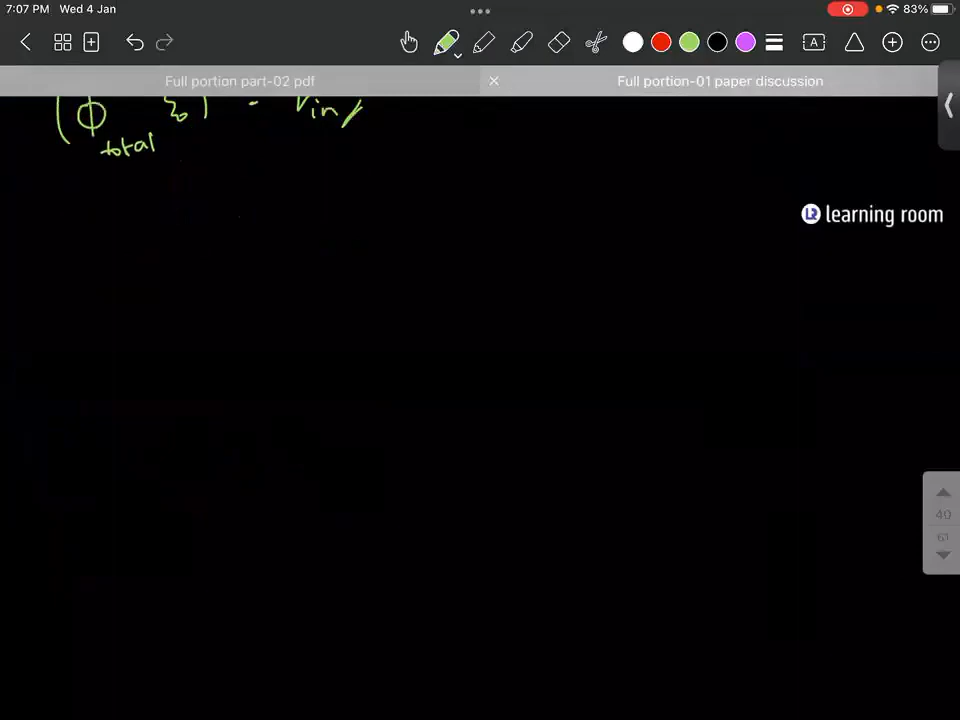 7:07 PM Wed 4 Jan 83%
Full portion part-02 pdf
Full portion-01 paper discussion
in
total
learning room
40